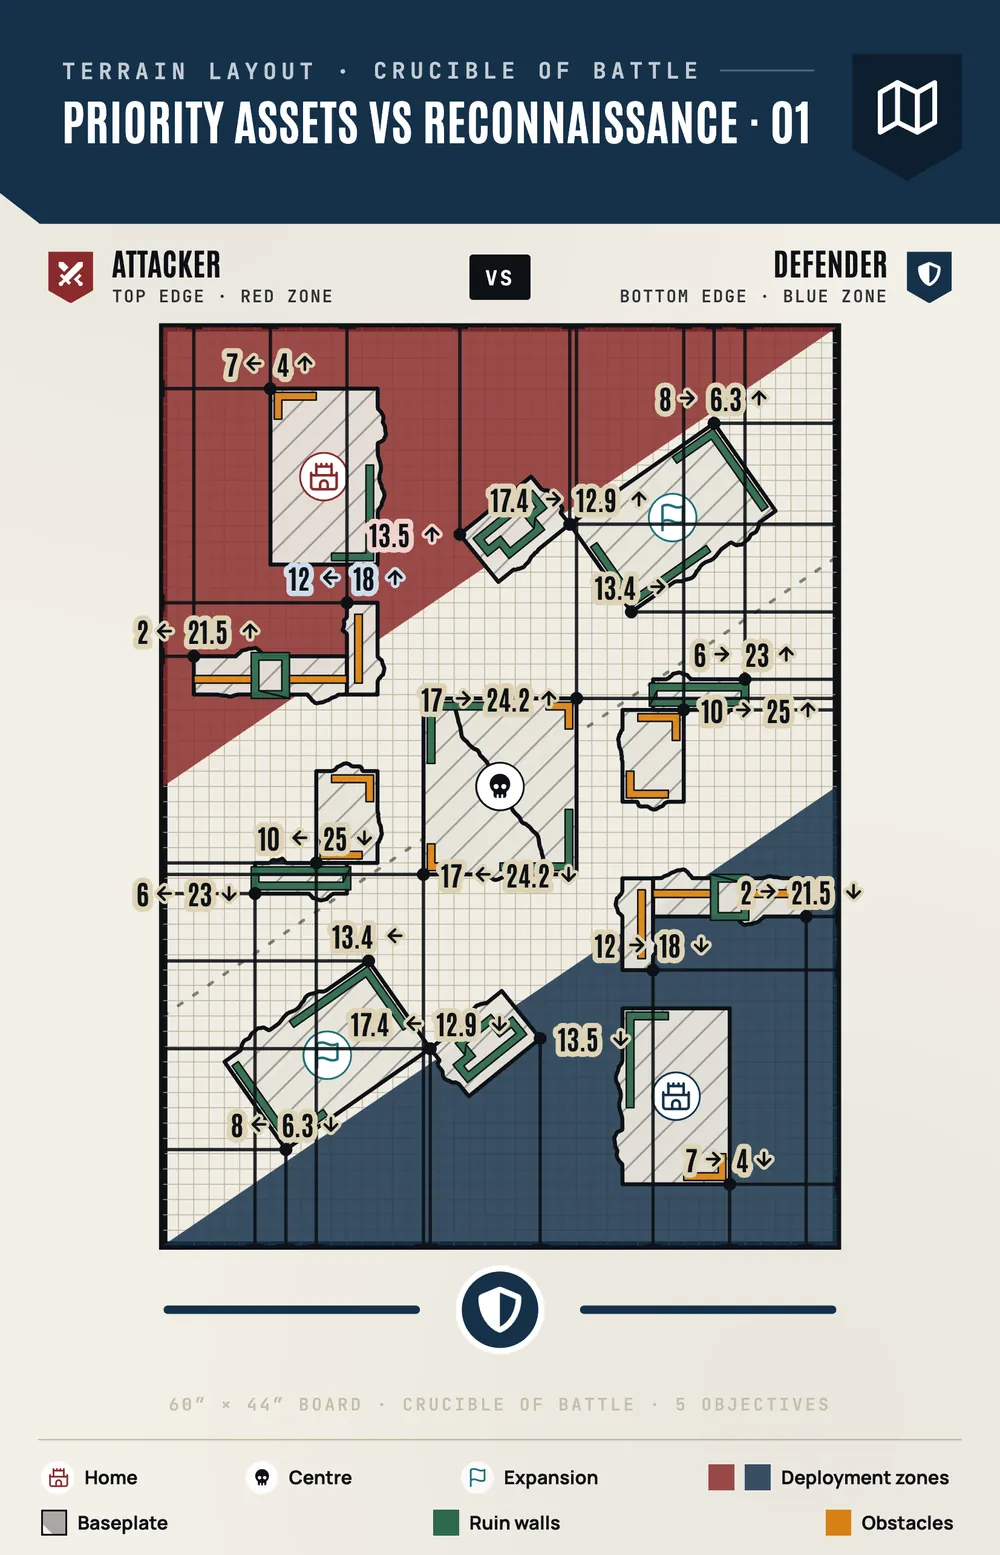 TERRAIN LAYOUT · CRUCIBLE OF BATTLE
PRIORITY ASSETS VS RECONNAISSANCE · 01
ATTACKER
TOP EDGE · RED ZONE
VS
DEFENDER
BOTTOM EDGE · BLUE ZONE
7 ← 4 ↑
8 → 6.3 ↑
17.4 → 12.9 ↑
13.5 ↑
12 ← 18 ↑
13.4 →
2 ← 21.5 ↑
6 → 23 ↑
17 → 24.2 ↑
10 → 25 ↑
10 ← 25 ↓
17 ← 24.2 ↓
6 ← 23 ↓
2 → 21.5 ↓
13.4 ←
12 → 18 ↓
17.4 ← 12.9 ↓
13.5 ↓
8 ← 6.3 ↓
7 → 4 ↓
60″ × 44″ BOARD · CRUCIBLE OF BATTLE · 5 OBJECTIVES
Home
Centre
Expansion
Deployment zones
Baseplate
Ruin walls
Obstacles